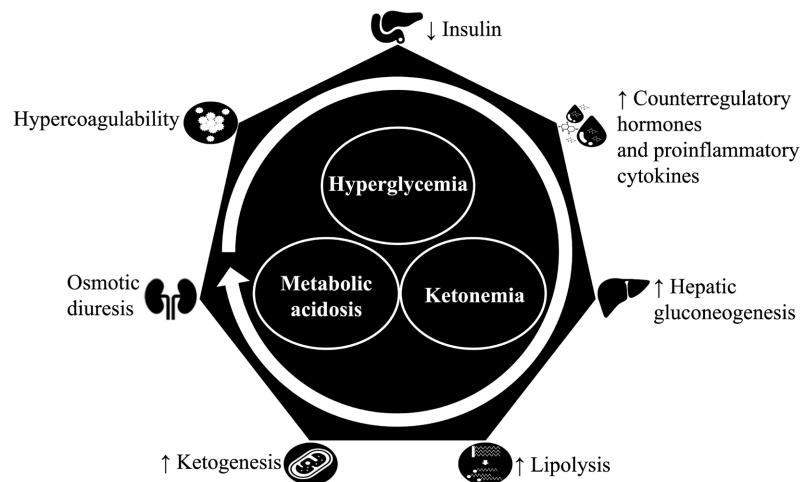 ↓ Insulin
↑ Counterregulatory
hormones
and proinflammatory
cytokines
↑ Hepatic
gluconeogenesis
↑ Lipolysis
↑ Ketogenesis
Osmotic
diuresis
Hypercoagulability
Hyperglycemia
Metabolic
acidosis
Ketonemia